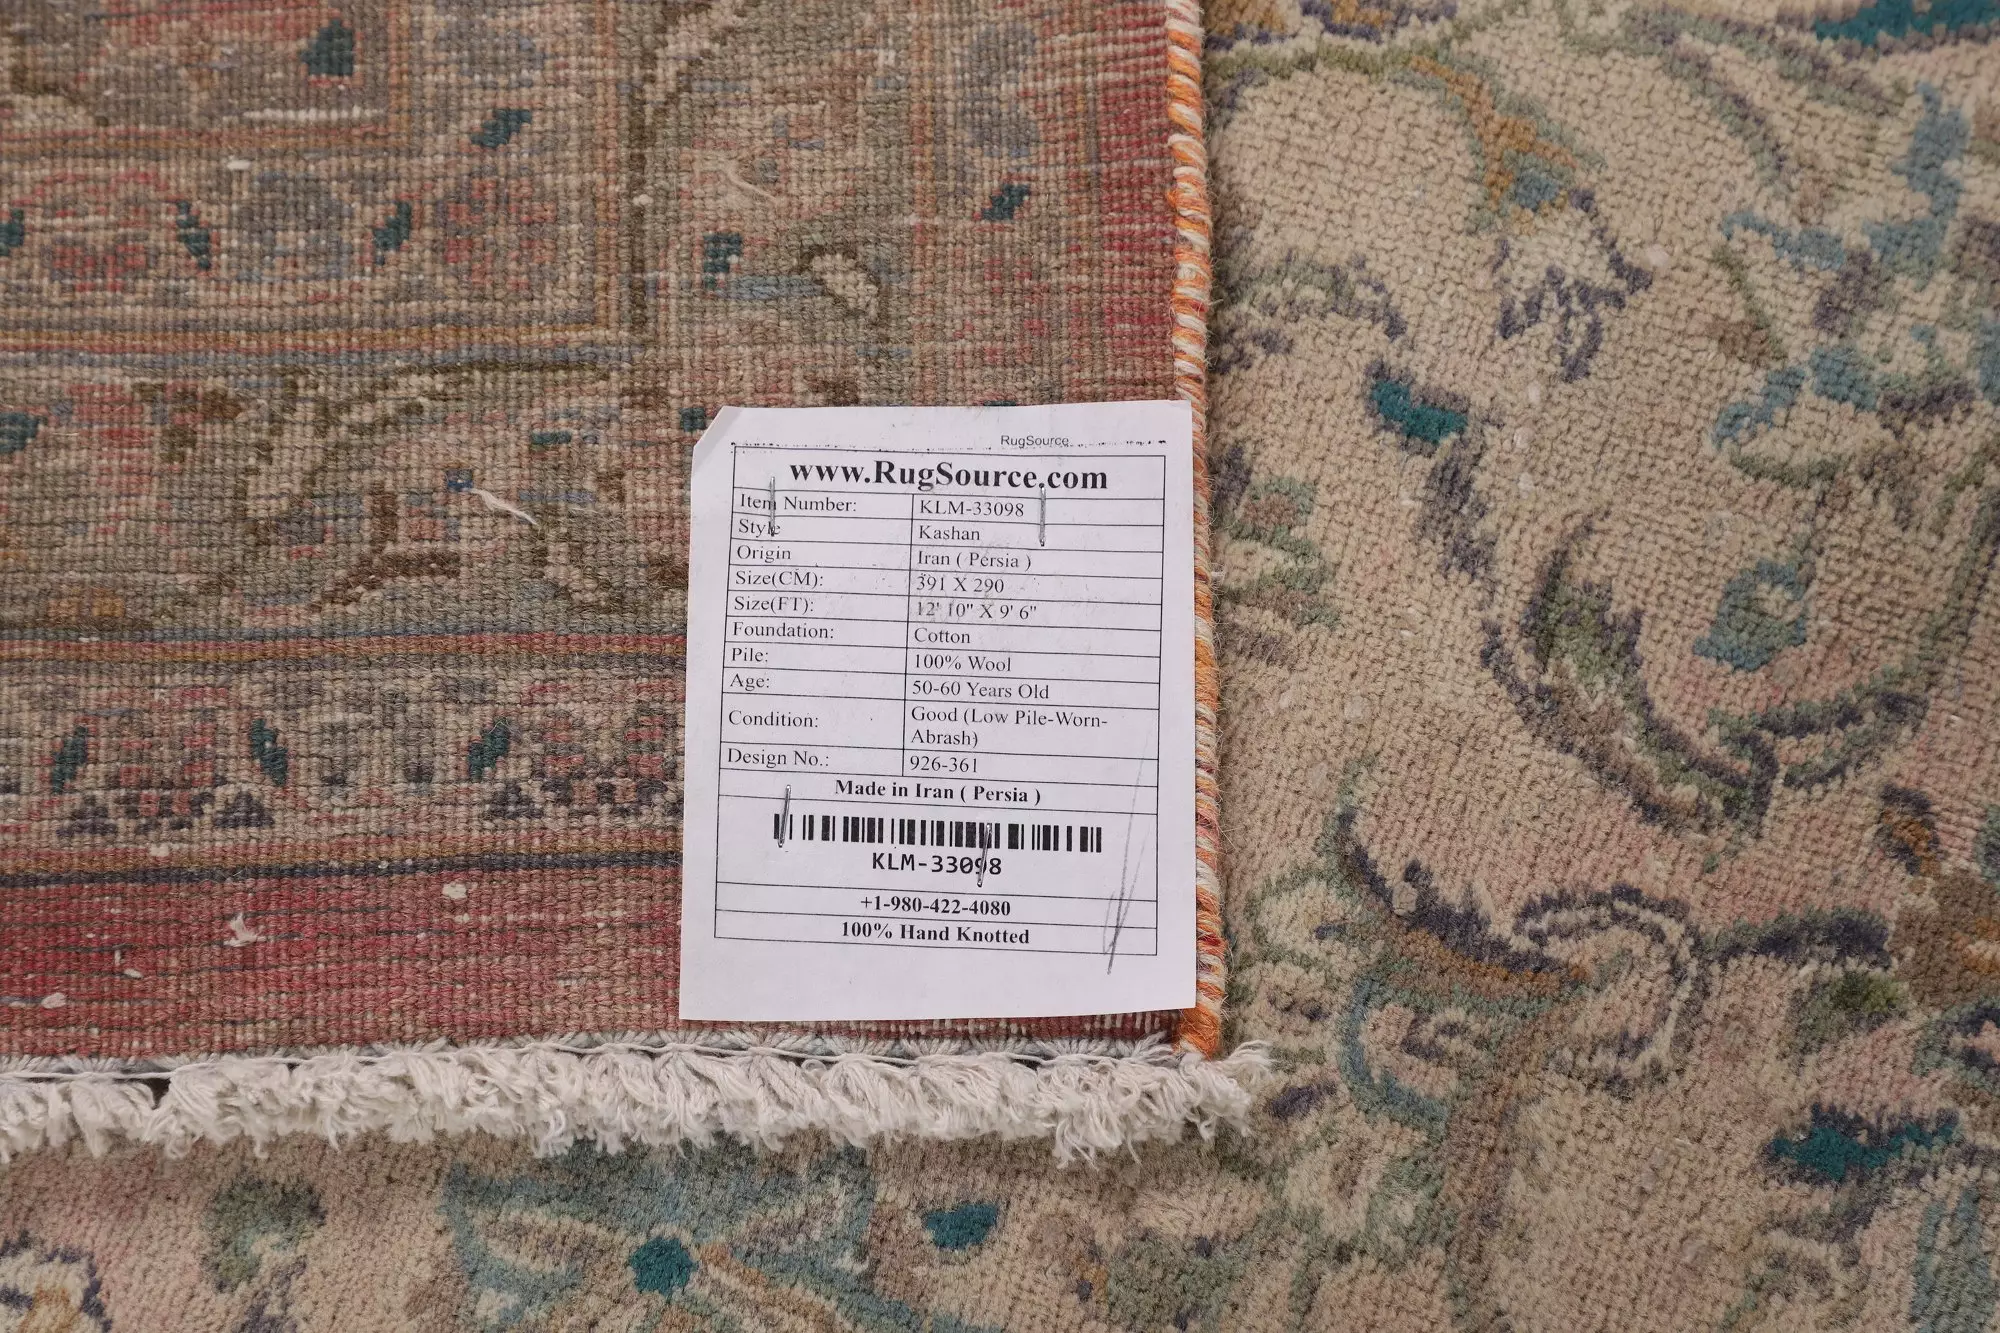 RugSource
www.RugSource.com
Item Number: KLM-33098
Style Kashan
Origin Iran ( Persia )
Size(CM): 391 X 290
Size(FT): 12' 10" X 9' 6"
Foundation: Cotton
Pile: 100% Wool
Age: 50-60 Years Old
Condition: Good (Low Pile-Worn-
Abrash)
Design No.: 926-361
Made in Iran ( Persia )
KLM-33098
+1-980-422-4080
100% Hand Knotted